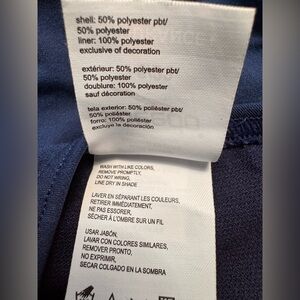 shell: 50% polyester pbt/
50% polyester
liner: 100% polyester
exclusive of decoration
extérieur: 50% polyester pbt/
50% polyester
doublure: 100% polyester
sauf décoration
tela exterior: 50% poliéster pbt/
50% poliéster
forro: 100% poliéster
excluye la decoración
WASH WITH LIKE COLORS,
REMOVE PROMPTLY,
DO NOT WRING,
LINE DRY IN SHADE
LAVER EN SÉPARANT LES COULEURS,
RETIRER IMMÉDIATEMENT,
NE PAS ESSORER,
SÉCHER À L'OMBRE SUR UN FIL
USAR JABÓN.
LAVAR CON COLORES SIMILARES,
REMOVER PRONTO,
NO EXPRIMIR,
SECAR COLGADO EN LA SOMBRA